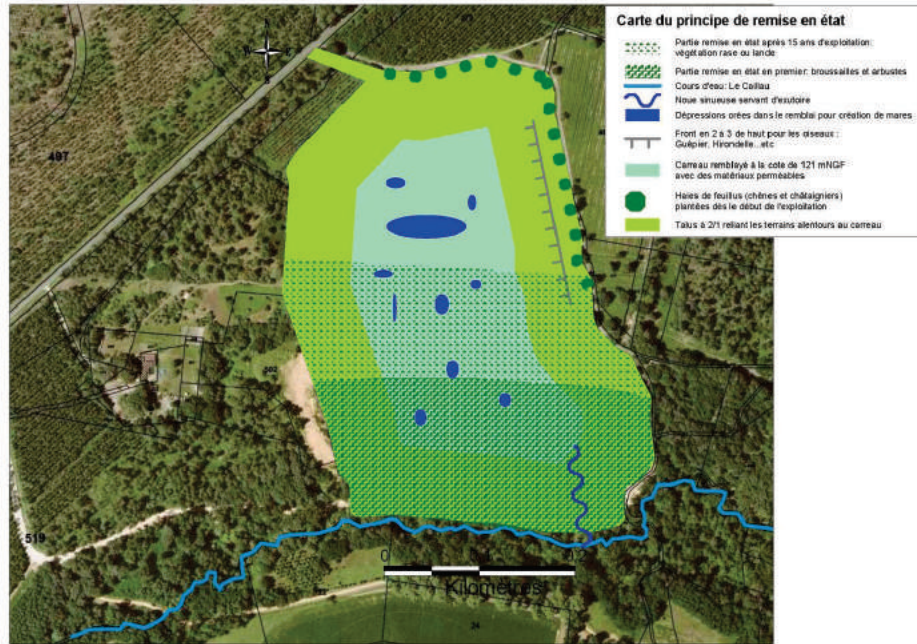 Carte du principe de remise en état
Partie remise en état après 15 ans d'exploitation:
végétation rase ou lande
Partie remise en état en premier: broussailles et arbustes
Cours d'eau: Le Caillau
Noue sinueuse servant d'exutoire
Dépressions créées dans le remblai pour création de mares
Front en 2 à 3 de haut pour les oiseaux :
Guêpier, Hirondelle...etc
Carreau remblayé à la cote de 121 mNGF
avec des matériaux perméables
Haies de feuillus (chênes et châtaigniers)
plantées dès le début de l'exploitation
Talus à 2/1 reliant les terrains alentours au carreau
497
502
519
0
Kilomètres
24